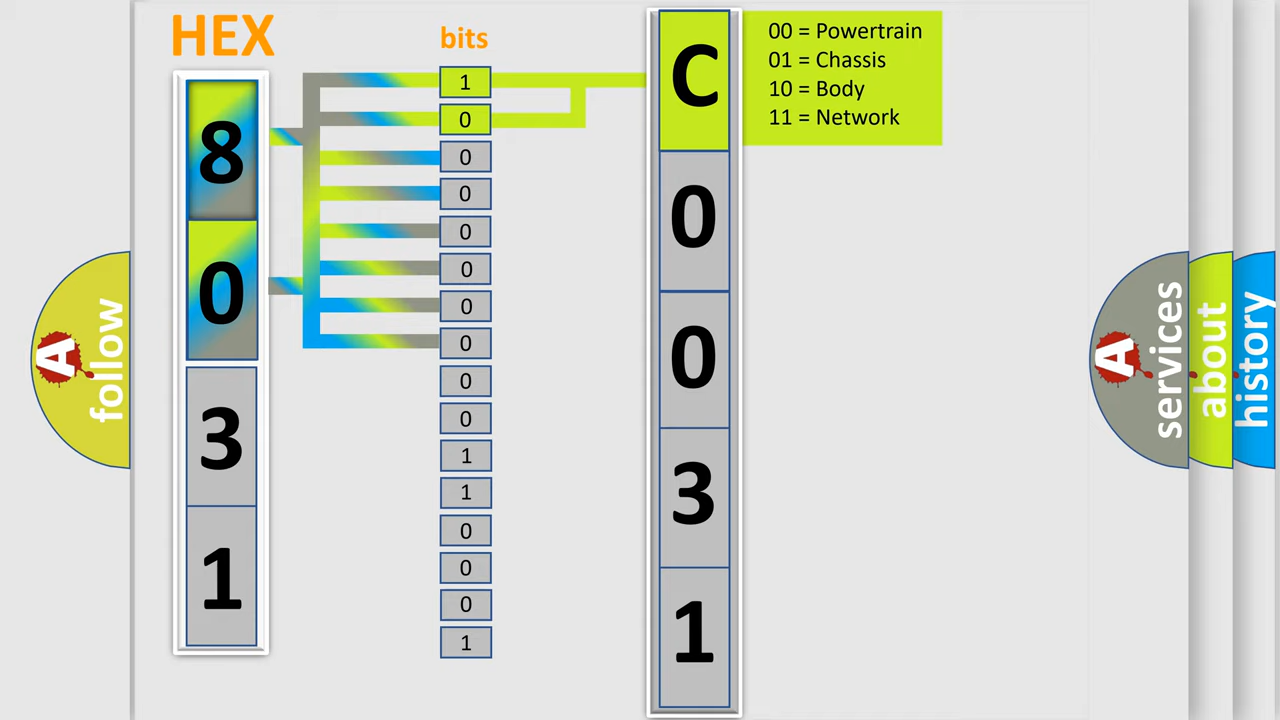 HEX
8
0
3
1
bits
1
0
0
0
0
0
0
0
0
0
1
1
0
0
0
1
C
0
0
3
1
00 = Powertrain
01 = Chassis
10 = Body
11 = Network
A
follow
A
services
about
history